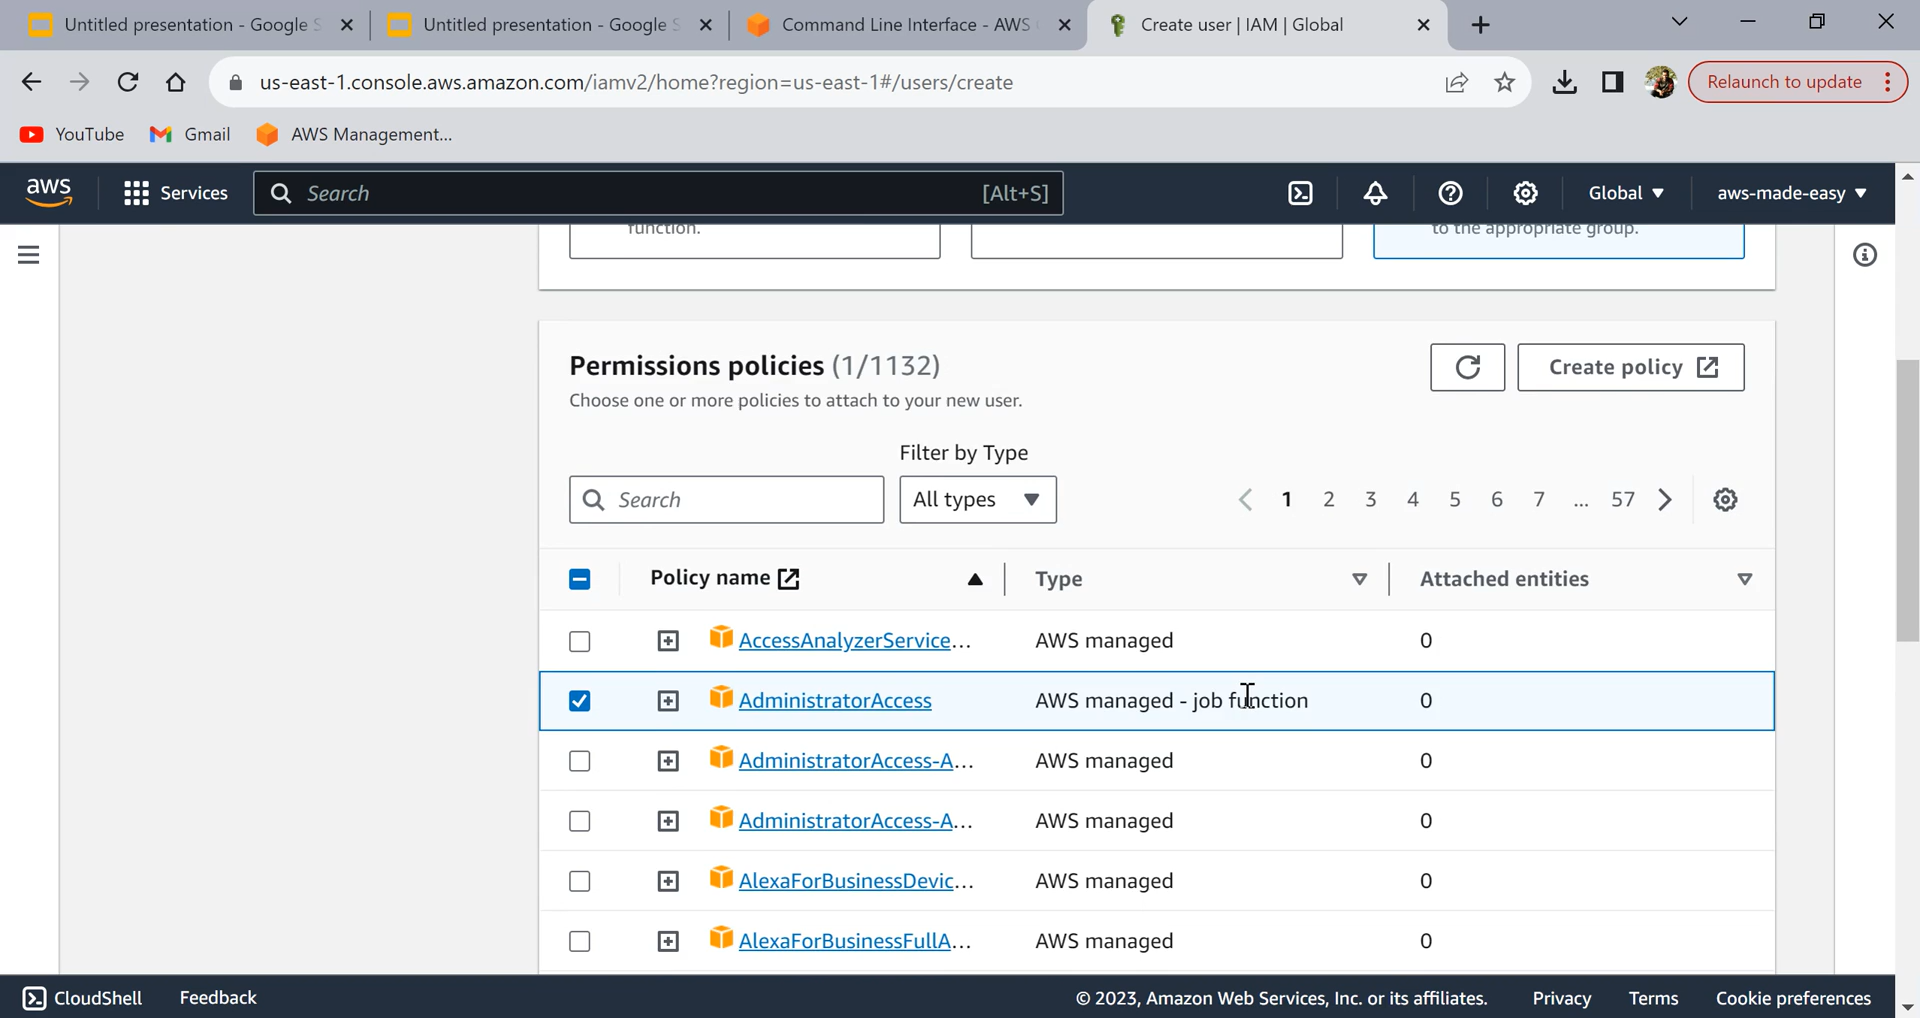 Untitled presentation - Google S
Untitled presentation - Google S
Command Line Interface - AWS
Create user | IAM | Global
us-east-1.console.aws.amazon.com/iamv2/home?region=us-east-1#/users/create
Relaunch to update
YouTube
Gmail
AWS Management...
aws
Services
Search
[Alt+S]
Global
aws-made-easy
function.
to the appropriate group.
Permissions policies (1/1132)
Create policy
Choose one or more policies to attach to your new user.
Filter by Type
Search
All types
1 2 3 4 5 6 7 ... 57
Policy name Type Attached entities
AccessAnalyzerService... AWS managed 0
AdministratorAccess AWS managed - job function 0
AdministratorAccess-A... AWS managed 0
AdministratorAccess-A... AWS managed 0
AlexaForBusinessDevic... AWS managed 0
AlexaForBusinessFullA... AWS managed 0
CloudShell
Feedback
© 2023, Amazon Web Services, Inc. or its affiliates.
Privacy
Terms
Cookie preferences